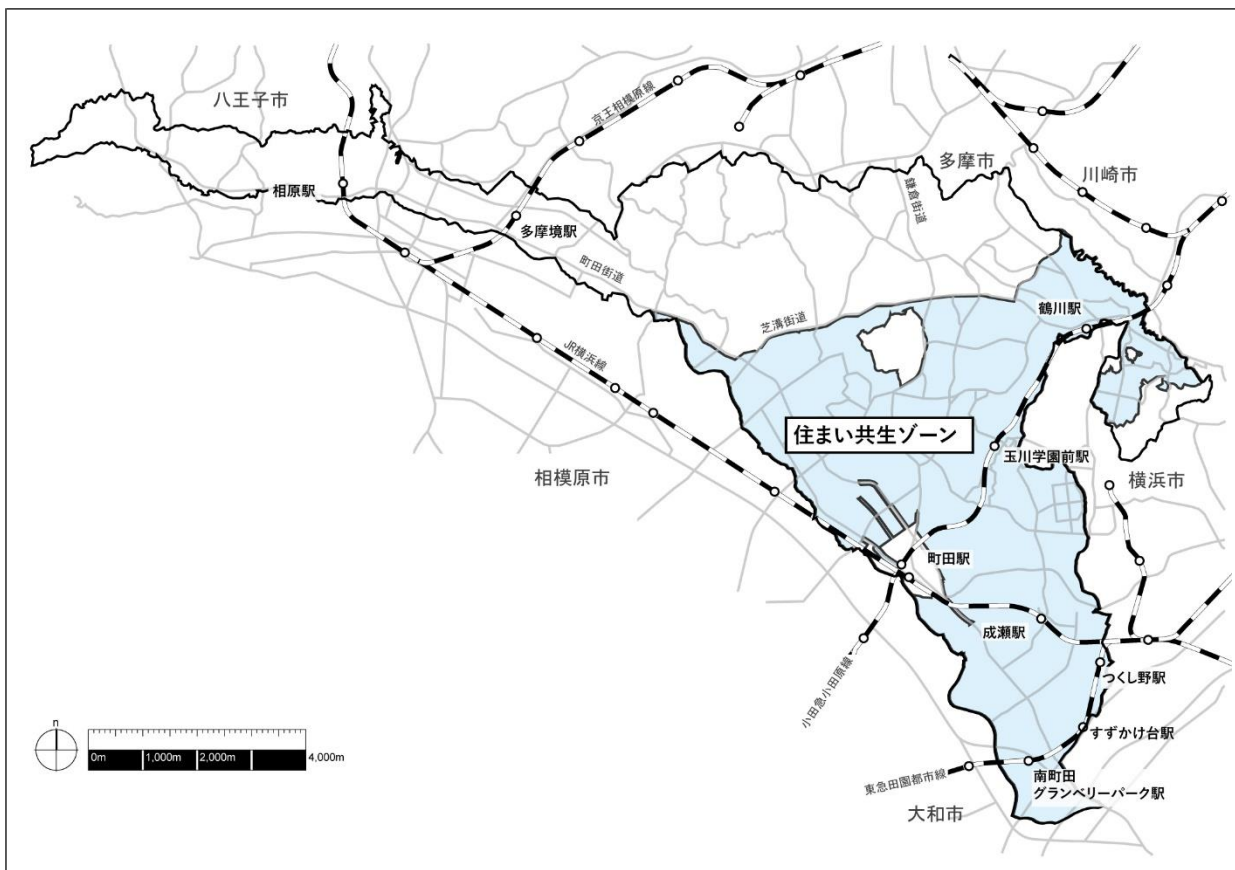 八王子市
京王相模原線
多摩市
川崎市
鎌倉街道
相原駅
多摩境駅
町田街道
鶴川駅
芝溝街道
JR横浜線
住まい共生ゾーン
玉川学園前駅
相模原市
横浜市
町田駅
成瀬駅
小田急小田原線
つくし野駅
n
0m
1,000m
2,000m
4,000m
すずかけ台駅
東急田園都市線
南町田
グランベリーパーク駅
大和市